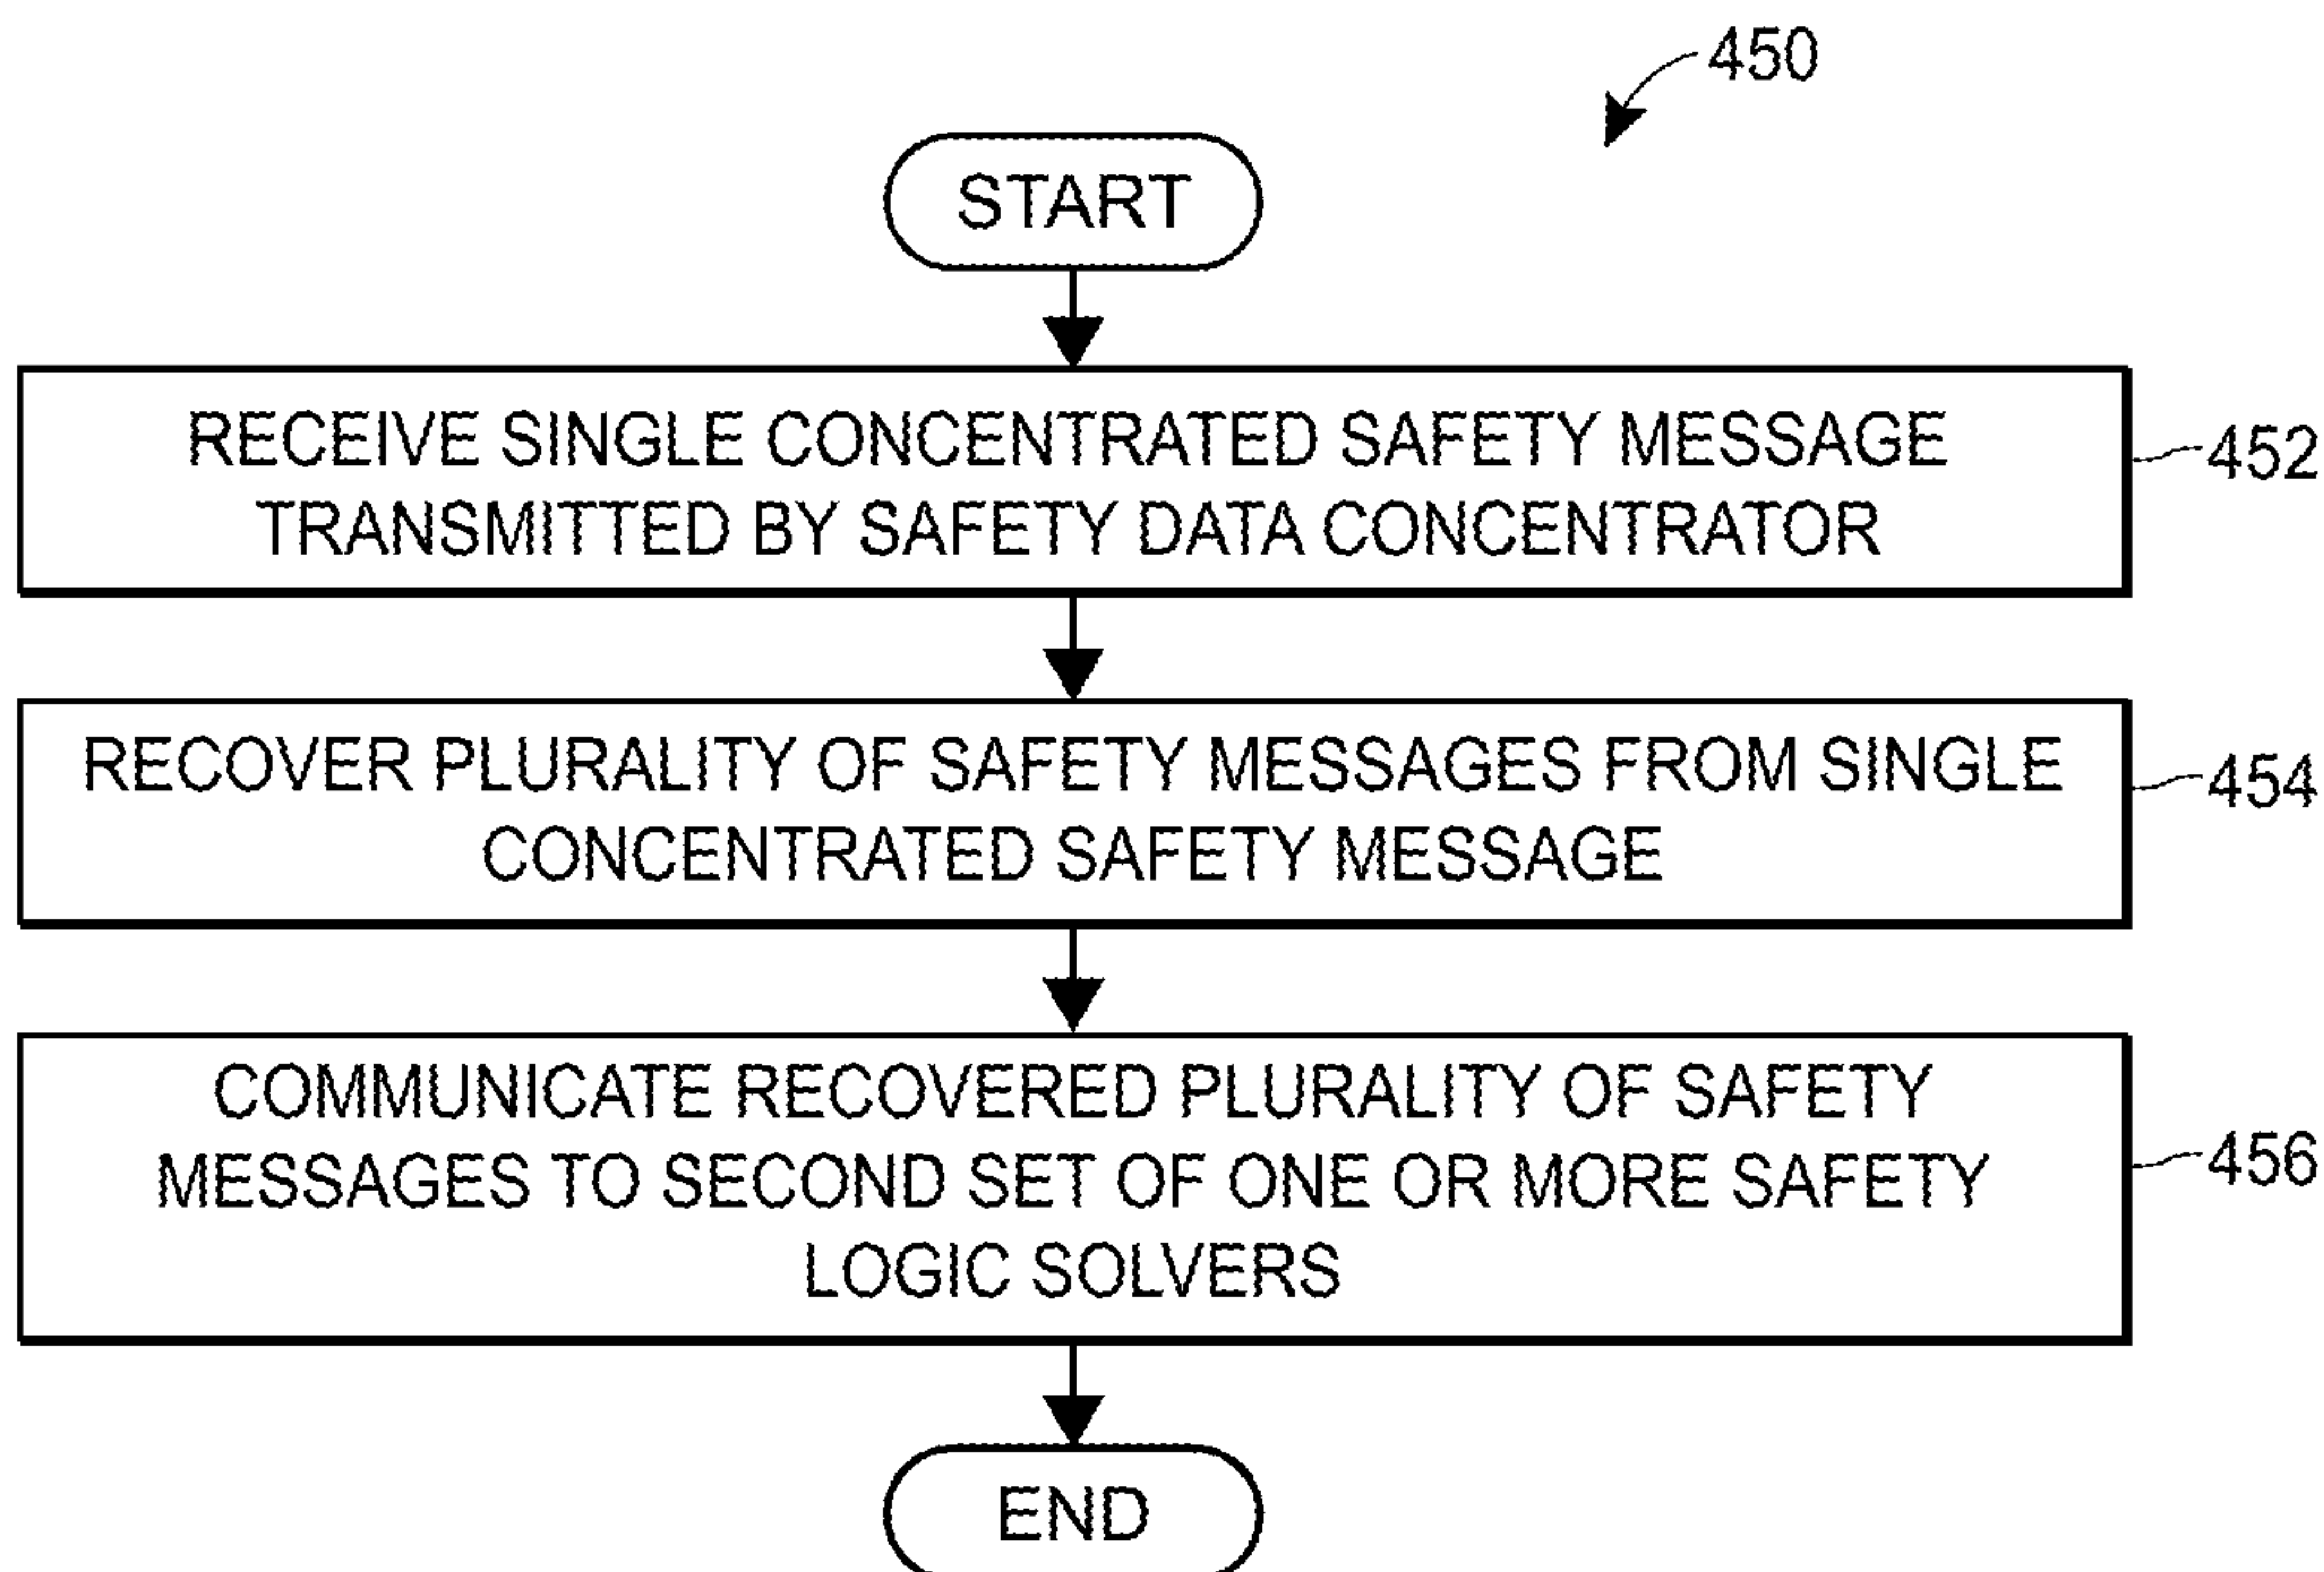 450
START
RECEIVE SINGLE CONCENTRATED SAFETY MESSAGE
TRANSMITTED BY SAFETY DATA CONCENTRATOR
452
RECOVER PLURALITY OF SAFETY MESSAGES FROM SINGLE
CONCENTRATED SAFETY MESSAGE
454
COMMUNICATE RECOVERED PLURALITY OF SAFETY
MESSAGES TO SECOND SET OF ONE OR MORE SAFETY
LOGIC SOLVERS
456
END